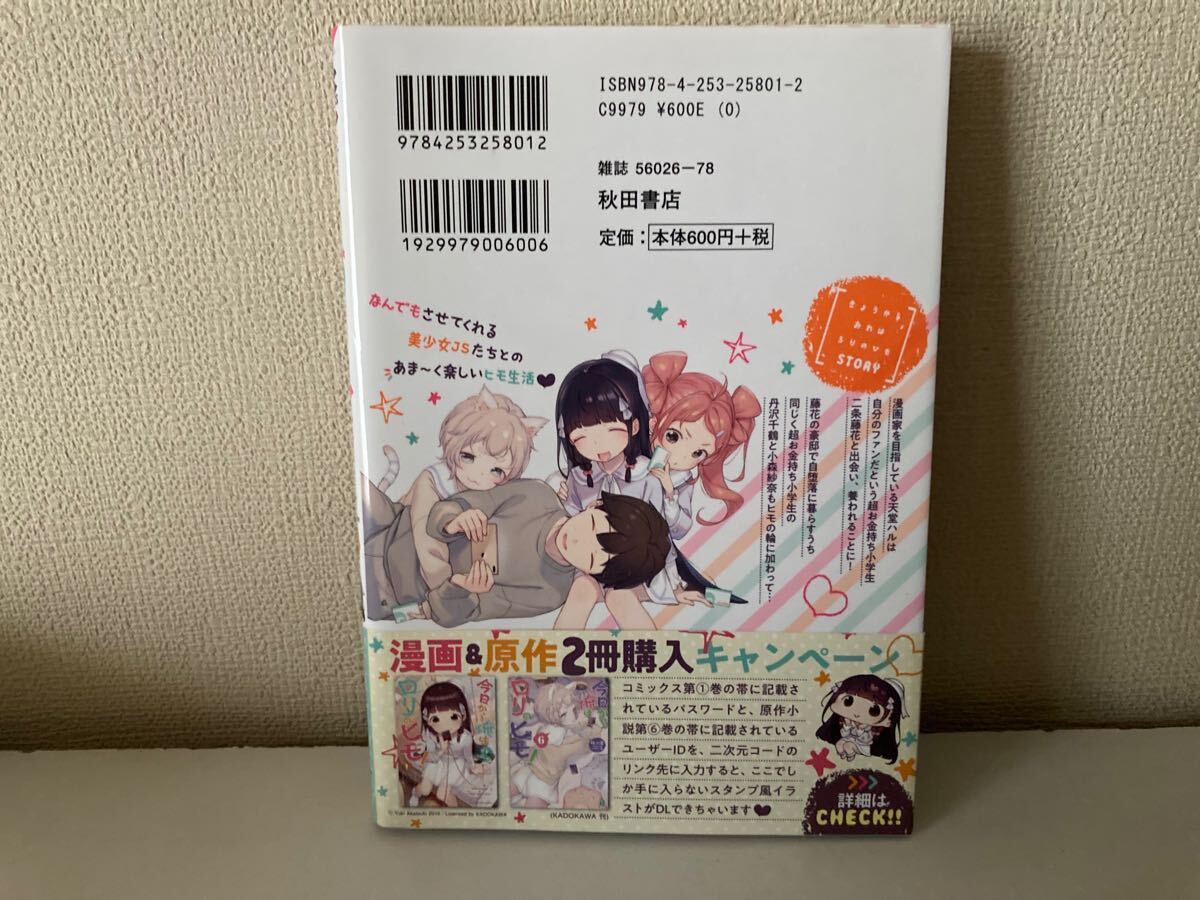 ISBN978-4-253-25801-2
C9979 ¥600E (0)
9784253258012
雑誌 56026-78
秋田書店
1929979006006
定価：本体600円+税
なんでもさせてくれる
美少女JSたちとの
あま〜く楽しいヒモ生活
STORY
漫画家を目指している天堂ハルは
自分のファンだという超お金持ち小学生
二条藤花と出会い、養われることに！
藤花の豪邸で自堕落に暮らすうち
同じく超お金持ち小学生の
丹沢千鶴と小森紗奈もヒモの輪に加わって…
漫画&原作2冊購入キャンペーン
今日から俺は
ロリのヒモ
今日から俺は
ロリのヒモ
6
コミックス第①巻の帯に記載さ
れているパスワードと、原作小
説第⑥巻の帯に記載されている
ユーザーIDを、二次元コードの
リンク先に入力すると、ここでし
か手に入らないスタンプ風イラ
ストがDLできちゃいます
(KADOKAWA 刊)
詳細は
CHECK!!